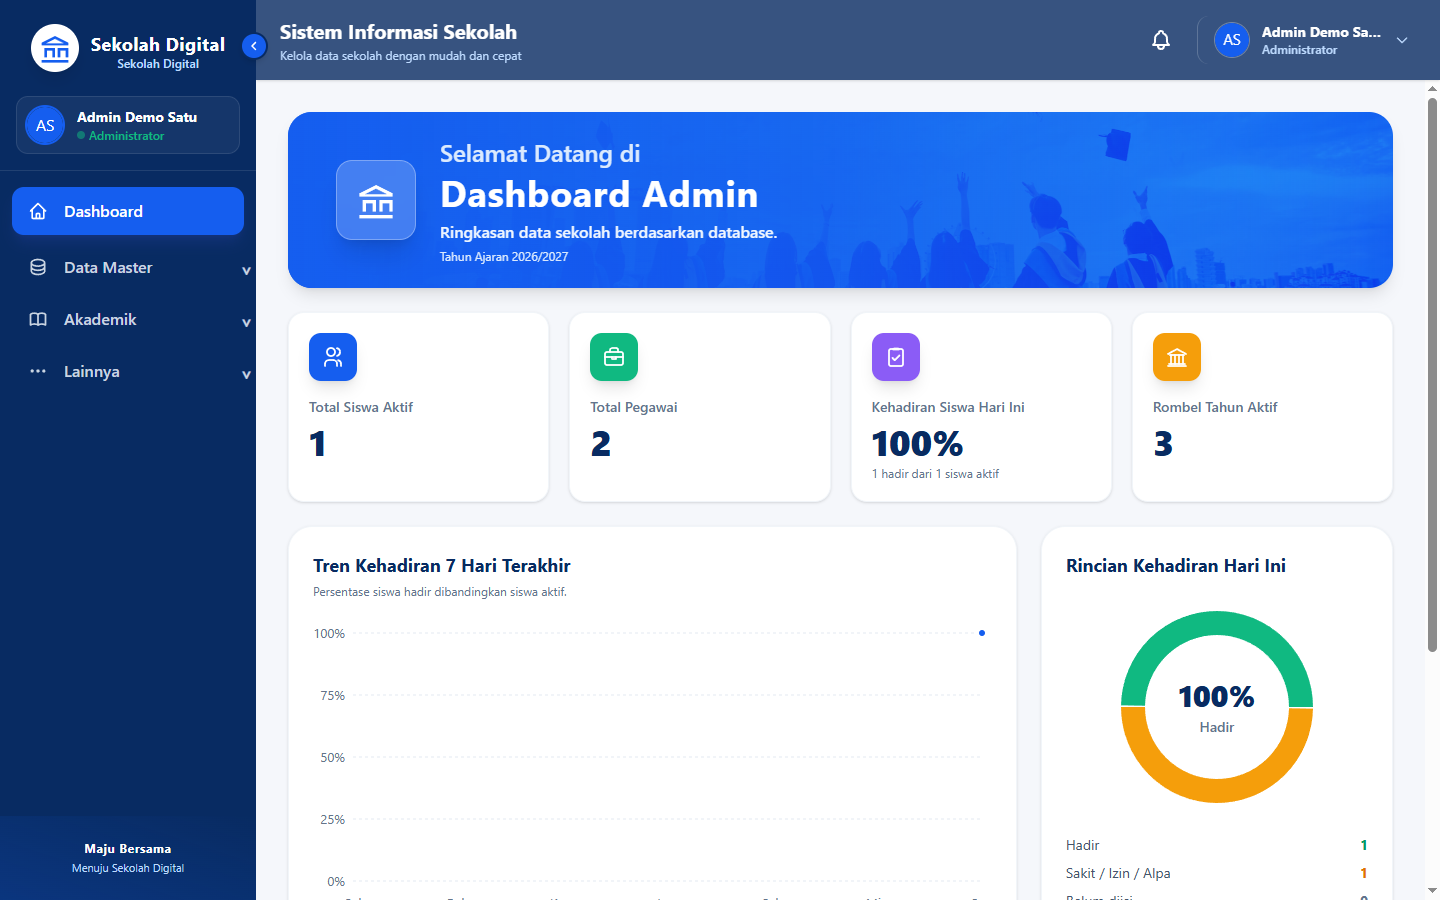 Sekolah Digital
Sekolah Digital
AS
Admin Demo Satu
Administrator
Dashboard
Data Master
Akademik
Lainnya
Maju Bersama
Menuju Sekolah Digital
Sistem Informasi Sekolah
Kelola data sekolah dengan mudah dan cepat
AS
Admin Demo Sa...
Administrator
Selamat Datang di
Dashboard Admin
Ringkasan data sekolah berdasarkan database.
Tahun Ajaran 2026/2027
Total Siswa Aktif
1
Total Pegawai
2
Kehadiran Siswa Hari Ini
100%
1 hadir dari 1 siswa aktif
Rombel Tahun Aktif
3
Tren Kehadiran 7 Hari Terakhir
Persentase siswa hadir dibandingkan siswa aktif.
100%
75%
50%
25%
0%
Rincian Kehadiran Hari Ini
100%
Hadir
Hadir 1
Sakit / Izin / Alpa 1